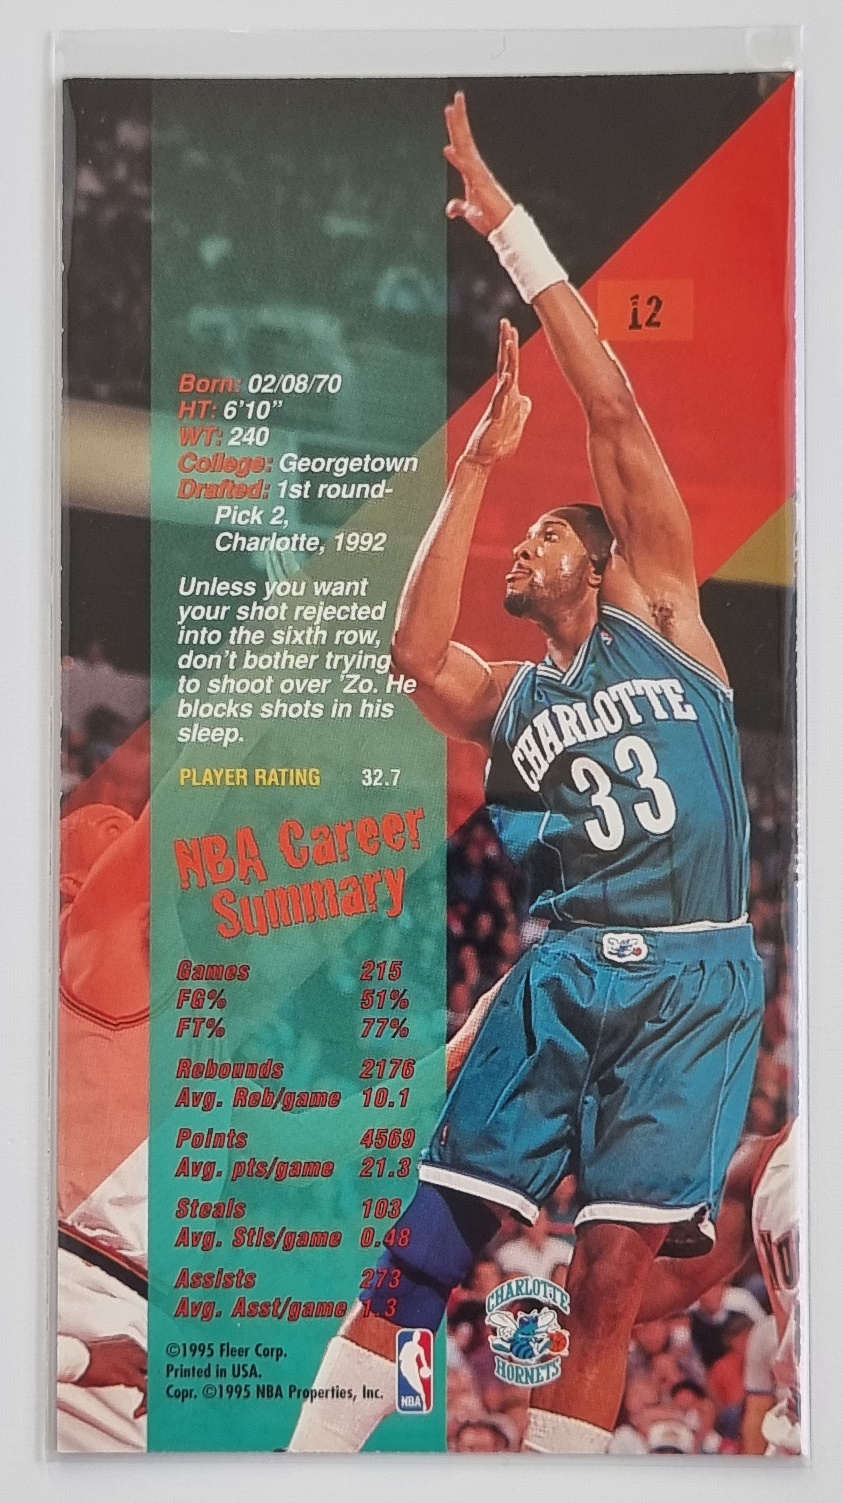 12
Born: 02/08/70
HT: 6'10"
WT: 240
College: Georgetown
Drafted: 1st round-
Pick 2,
Charlotte, 1992
Unless you want
your shot rejected
into the sixth row,
don't bother trying
to shoot over 'Zo. He
blocks shots in his
sleep.
PLAYER RATING 32.7
NBA Career
Summary
Games 215
FG% 51%
FT% 77%
Rebounds 2176
Avg. Reb/game 10.1
Points 4569
Avg. pts/game 21.3
Steals 103
Avg. Stls/game 0.48
Assists 273
Avg. Asst/game 1.3
©1995 Fleer Corp.
Printed in USA.
Copr. ©1995 NBA Properties, Inc.
NBA
CHARLOTTE
33
CHARLOTTE
HORNETS